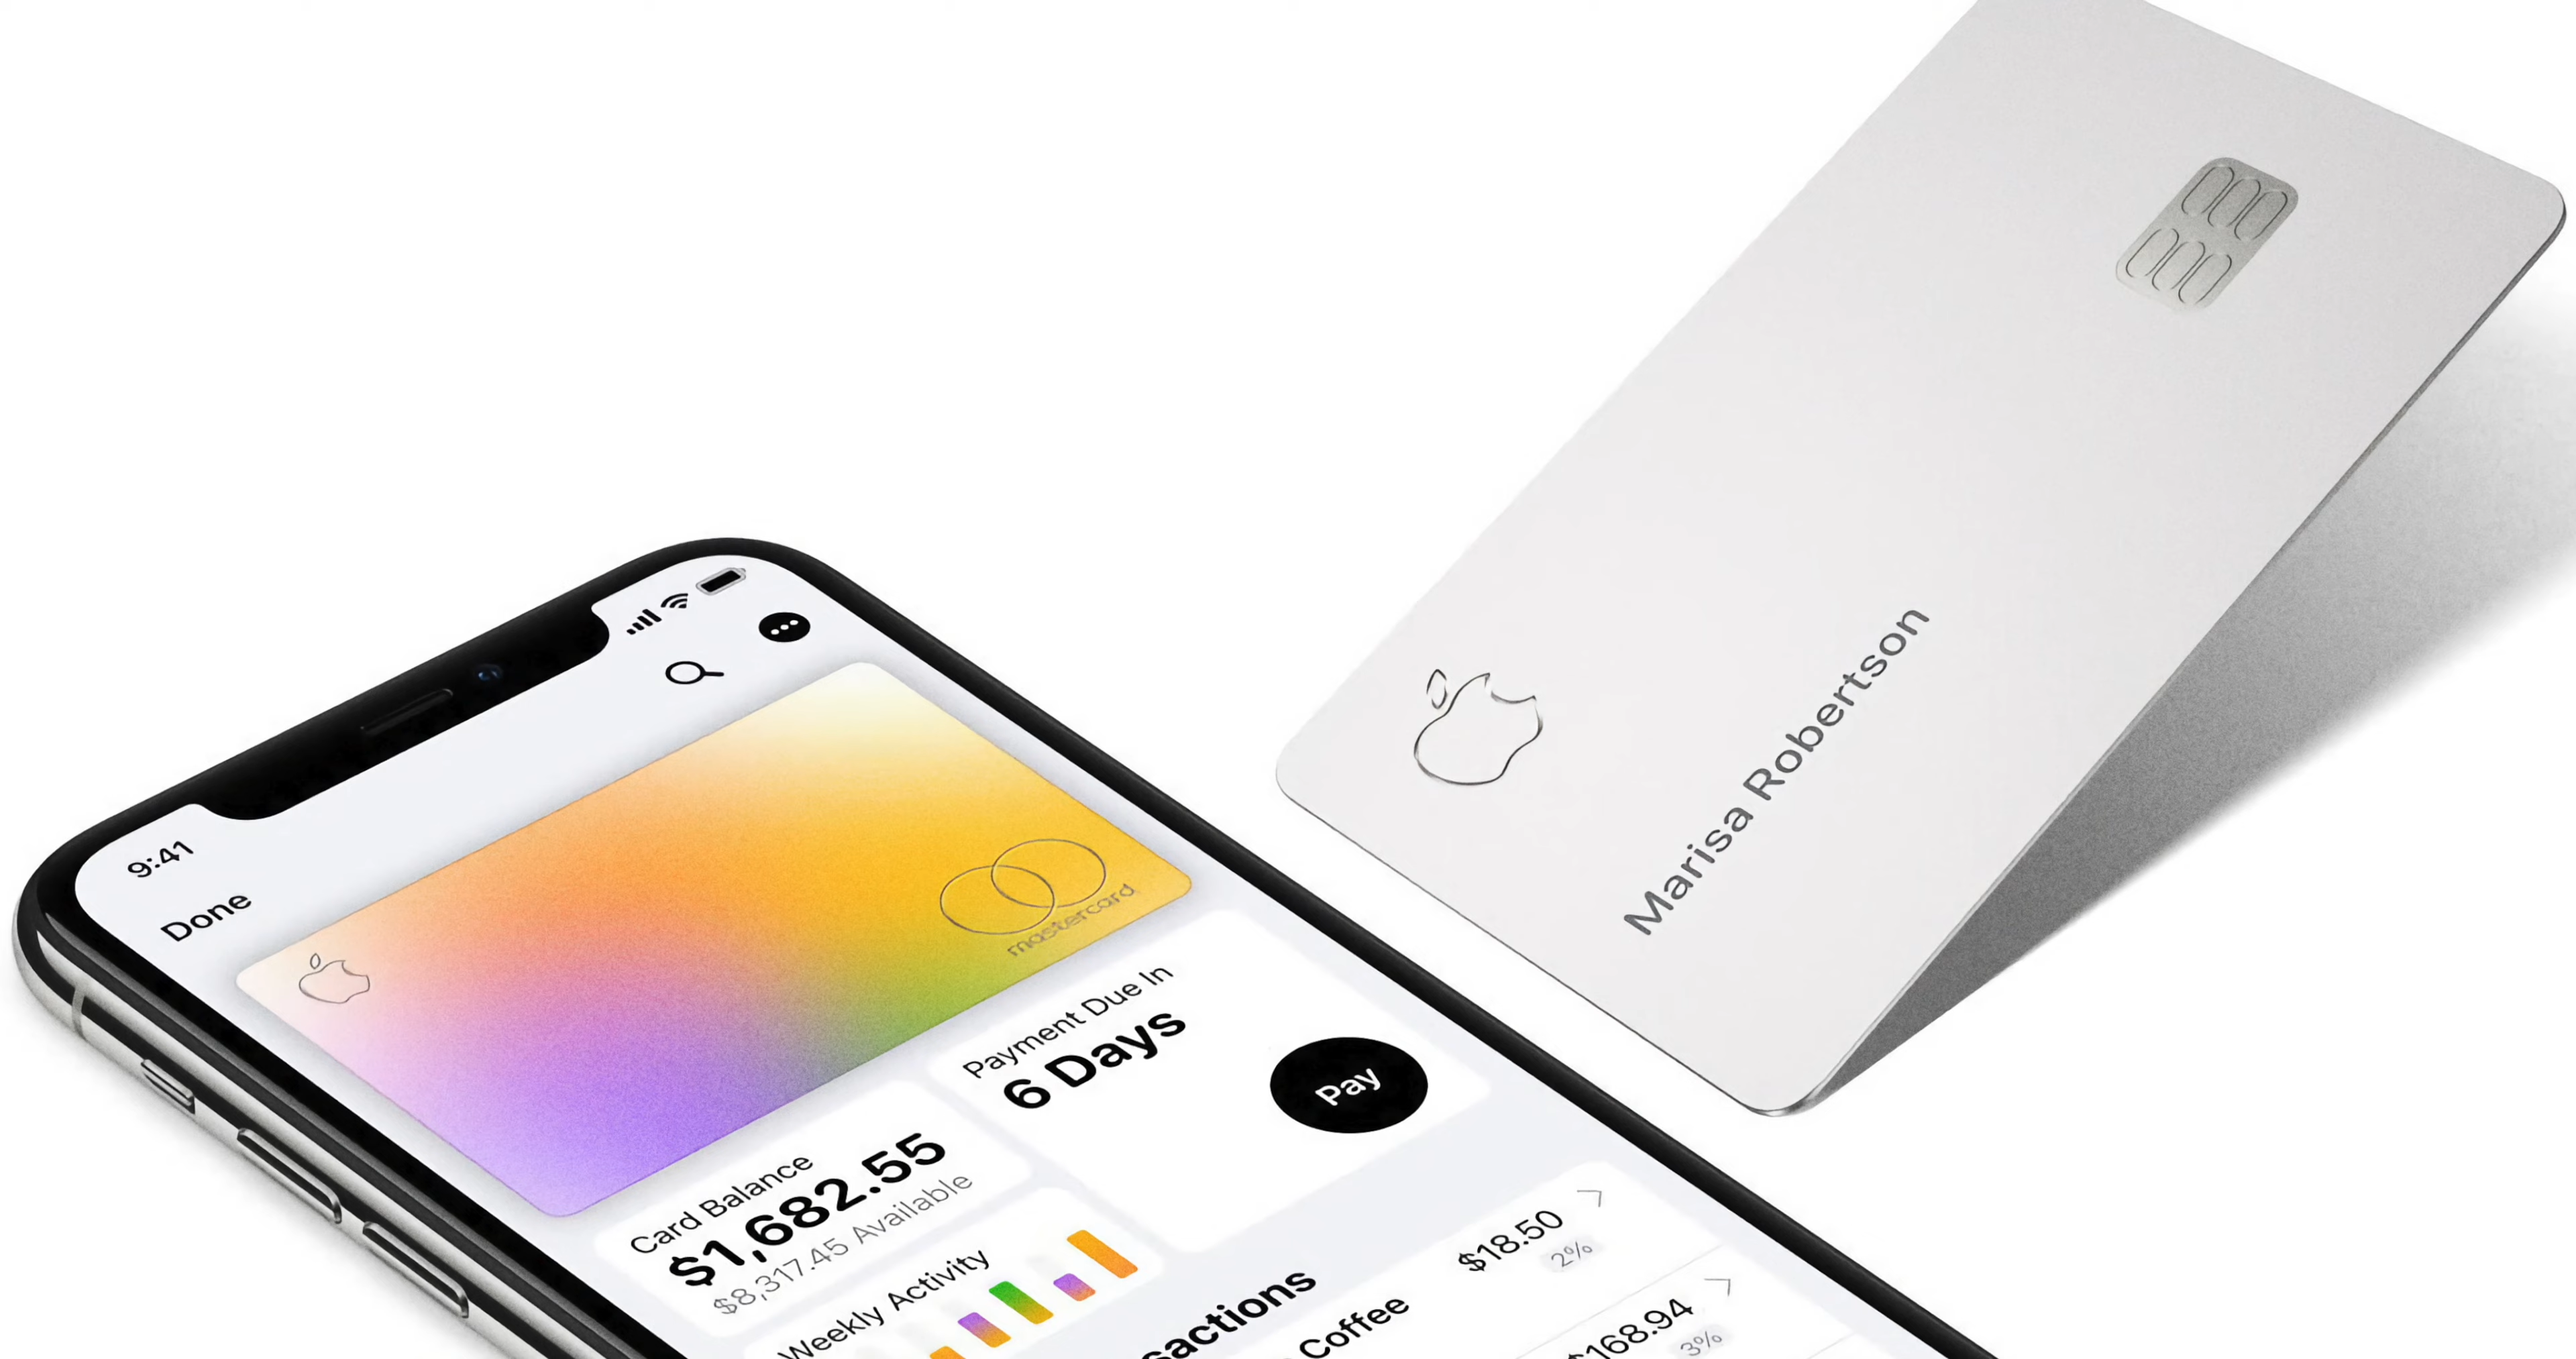 9:41
Done
mastercard
Card Balance
$1,682.55
$8,317.45 Available
Payment Due In
6 Days
Pay
Weekly Activity
Coffee
$18.50
2%
$168.94
3%
Marisa Robertson